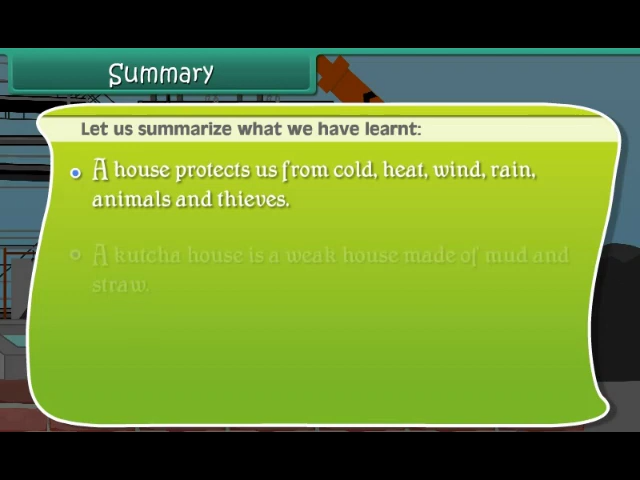 Summary
Let us summarize what we have learnt:
A house protects us from cold, heat, wind, rain,
animals and thieves.
A kutcha house is a weak house made of mud and
straw.